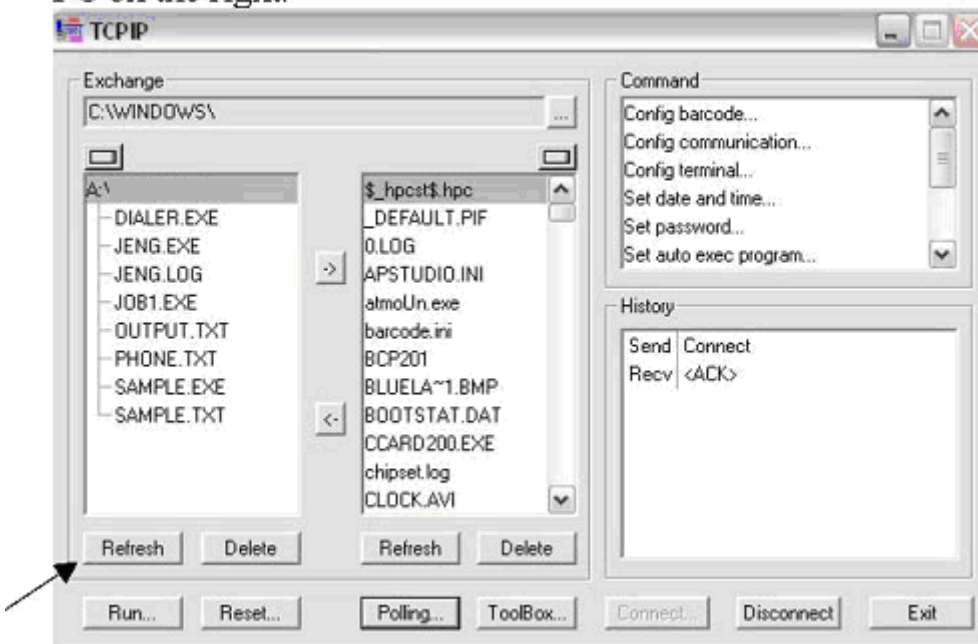 TCPIP
Exchange
C:\WINDOWS\
...
A:\
DIALER.EXE
JENG.EXE
JENG.LOG
JOB1.EXE
OUTPUT.TXT
PHONE.TXT
SAMPLE.EXE
SAMPLE.TXT
Refresh
Delete
->
<-
$_hpcst$.hpc
_DEFAULT.PIF
0.LOG
APSTUDIO.INI
atmoUn.exe
barcode.ini
BCP201
BLUELA~1.BMP
BOOTSTAT.DAT
CCARD200.EXE
chipset.log
CLOCK.AVI
Refresh
Delete
Command
Config barcode...
Config communication...
Config terminal...
Set date and time...
Set password...
Set auto exec program...
History
Send Connect
Recv <ACK>
Run...
Reset...
Polling...
ToolBox...
Connect...
Disconnect
Exit